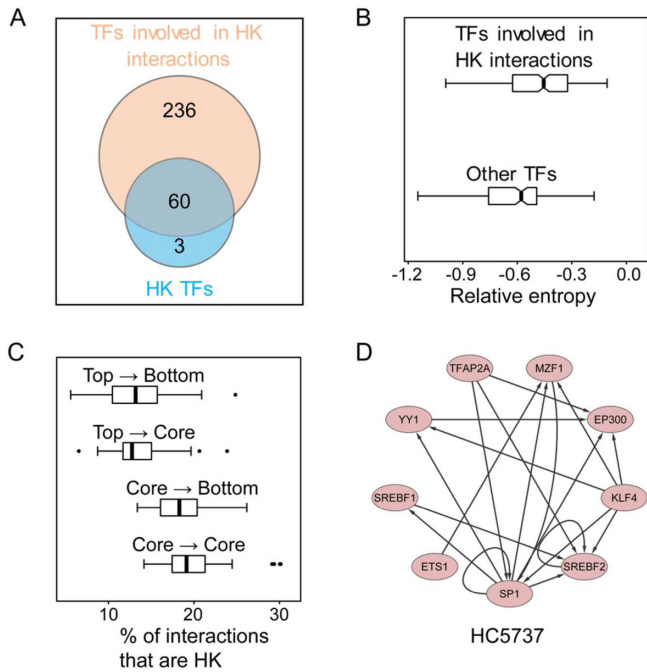 A
TFs involved in HK
interactions
236
60
3
HK TFs
B
TFs involved in
HK interactions
Other TFs
-1.2 -0.9 -0.6 -0.3 0.0
Relative entropy
C
Top → Bottom
Top → Core
Core → Bottom
Core → Core
10 20 30
% of interactions
that are HK
D
TFAP2A MZF1
YY1 EP300
SREBF1 KLF4
ETS1 SREBF2
SP1
HC5737